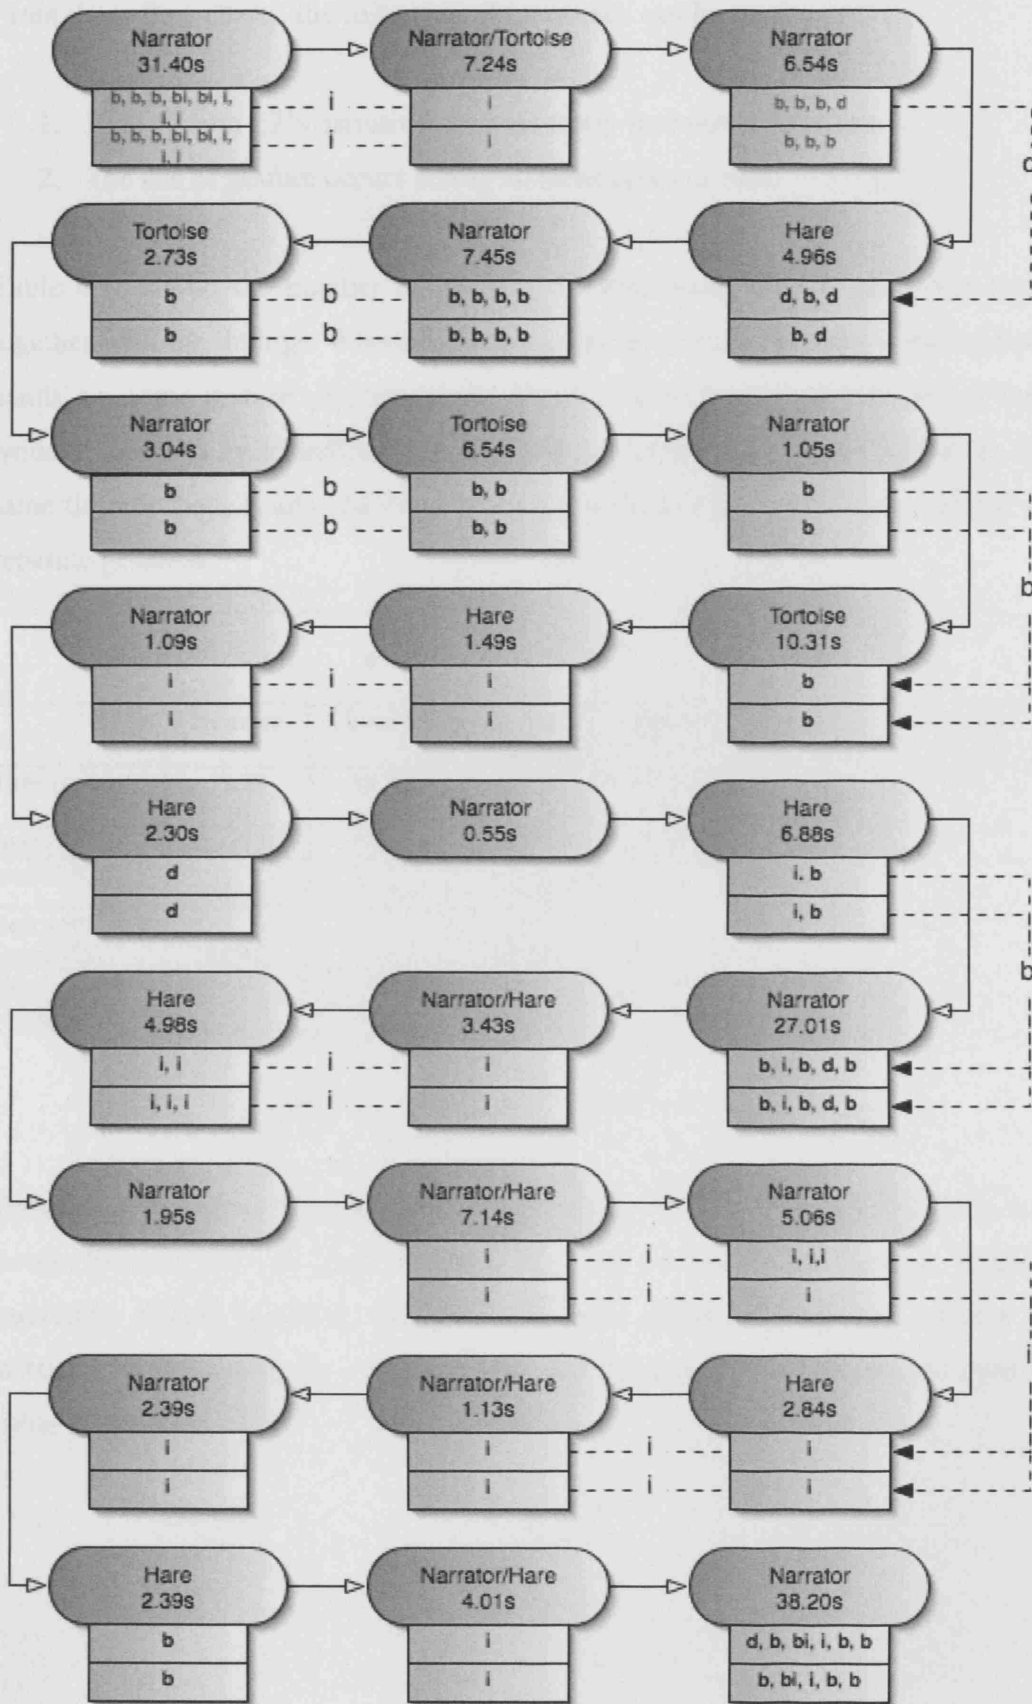 Narrator
31.40s
b, b, b, bi, bi, i,
i, i
b, b, b, bi, bi, i,
i, i
i
i
Narrator/Tortoise
7.24s
i
i
Narrator
6.54s
b, b, b, d
b, b, b
d
Tortoise
2.73s
b
b
b
b
Narrator
7.45s
b, b, b, b
b, b, b, b
Hare
4.96s
d, b, d
b, d
Narrator
3.04s
b
b
b
b
Tortoise
6.54s
b, b
b, b
Narrator
1.05s
b
b
b
Narrator
1.09s
i
i
i
i
Hare
1.49s
i
i
Tortoise
10.31s
b
b
Hare
2.30s
d
d
Narrator
0.55s
Hare
6.88s
i, b
i, b
b
Hare
4.98s
i, i
i, i, i
i
i
Narrator/Hare
3.43s
i
i
Narrator
27.01s
b, i, b, d, b
b, i, b, d, b
Narrator
1.95s
Narrator/Hare
7.14s
i
i
i
i
Narrator
5.06s
i, i,i
i
i
Narrator
2.39s
i
i
Narrator/Hare
1.13s
i
i
i
i
Hare
2.84s
i
i
Hare
2.39s
b
b
Narrator/Hare
4.01s
i
i
Narrator
38.20s
d, b, bi, i, b, b
b, bi, i, b, b